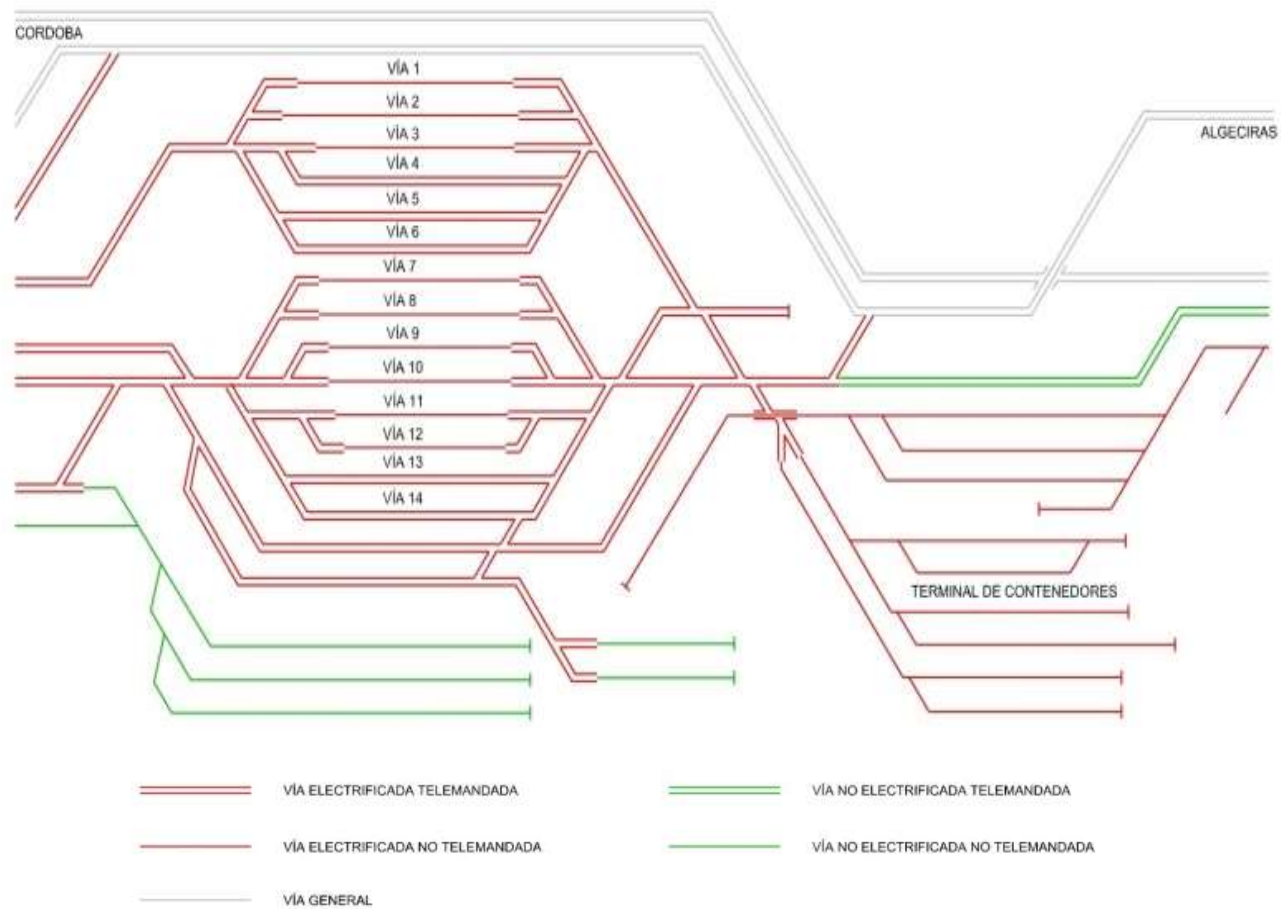 CORDOBA
VÍA 1
VÍA 2
ALGECIRAS
VÍA 3
VÍA 4
VÍA 5
VÍA 6
VÍA 7
VÍA 8
VÍA 9
VÍA 10
VÍA 11
VÍA 12
VÍA 13
VÍA 14
TERMINAL DE CONTENEDORES
VÍA ELECTRIFICADA TELEMANDADA
VÍA NO ELECTRIFICADA TELEMANDADA
VÍA ELECTRIFICADA NO TELEMANDADA
VÍA NO ELECTRIFICADA NO TELEMANDADA
VÍA GENERAL